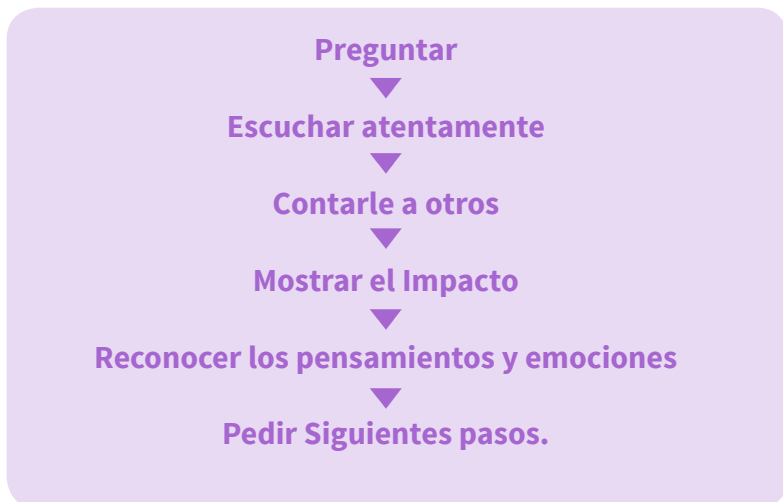 Preguntar
Escuchar atentamente
Contarle a otros
Mostrar el Impacto
Reconocer los pensamientos y emociones
Pedir Siguientes pasos.